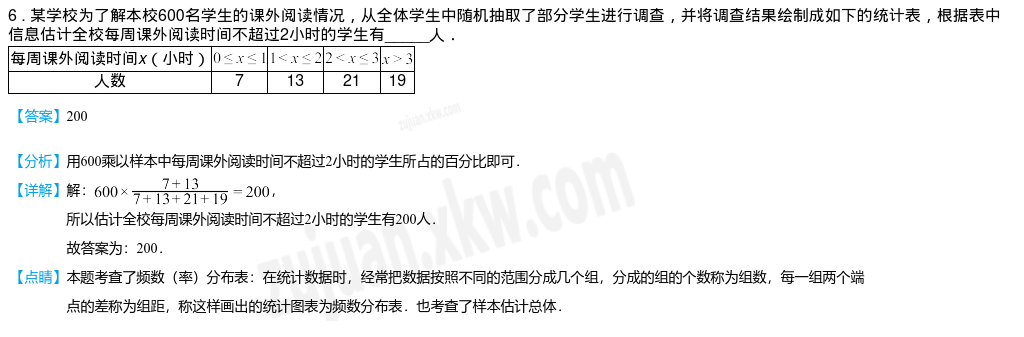 6．某学校为了解本校600名学生的课外阅读情况，从全体学生中随机抽取了部分学生进行调查，并将调查结果绘制成如下的统计表，根据表中
信息估计全校每周课外阅读时间不超过2小时的学生有______人．
每周课外阅读时间x（小时） 0≤x≤1 1<x≤2 2<x≤3 x>3
人数 7 13 21 19
【答案】200
zujuan.xkw.com
【分析】用600乘以样本中每周课外阅读时间不超过2小时的学生所占的百分比即可．
【详解】解：600×(7+13)/(7+13+21+19)=200，
所以估计全校每周课外阅读时间不超过2小时的学生有200人．
故答案为：200．
zujuan.xkw.com
【点睛】本题考查了频数（率）分布表：在统计数据时，经常把数据按照不同的范围分成几个组，分成的组的个数称为组数，每一组两个端
点的差称为组距，称这样画出的统计图表为频数分布表．也考查了样本估计总体．